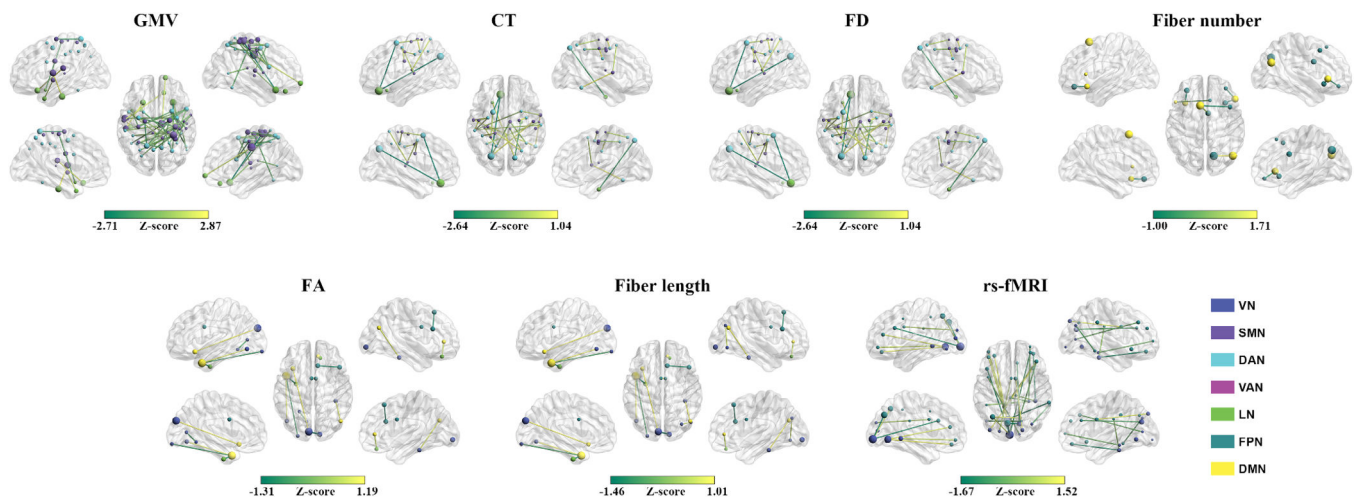 GMV
CT
FD
Fiber number
-2.71 Z-score 2.87
-2.64 Z-score 1.04
-2.64 Z-score 1.04
-1.00 Z-score 1.71
FA
Fiber length
rs-fMRI
-1.31 Z-score 1.19
-1.46 Z-score 1.01
-1.67 Z-score 1.52
VN
SMN
DAN
VAN
LN
FPN
DMN